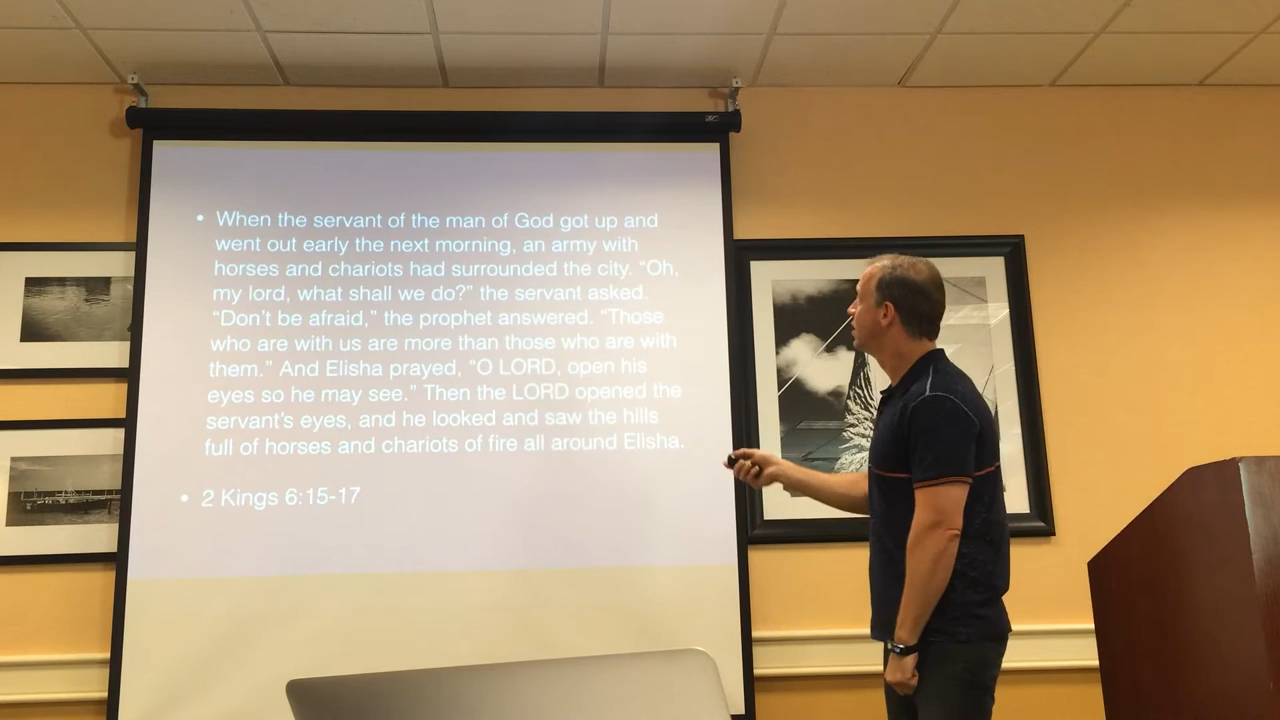 • When the servant of the man of God got up and
went out early the next morning, an army with
horses and chariots had surrounded the city. “Oh,
my lord, what shall we do?” the servant asked.
“Don’t be afraid,” the prophet answered. “Those
who are with us are more than those who are with
them.” And Elisha prayed, “O LORD, open his
eyes so he may see.” Then the LORD opened the
servant’s eyes, and he looked and saw the hills
full of horses and chariots of fire all around Elisha.
• 2 Kings 6:15-17